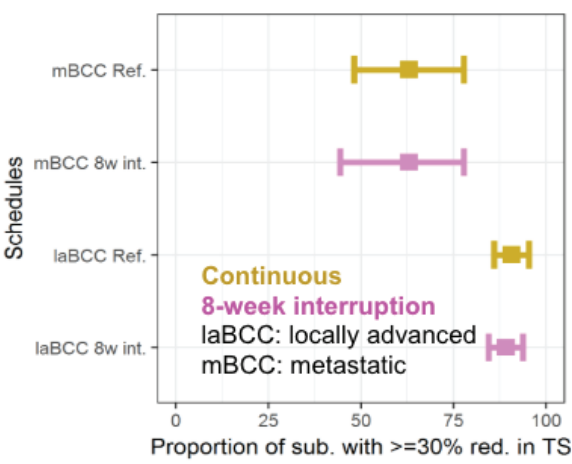 mBCC Ref.
mBCC 8w int.
laBCC Ref.
laBCC 8w int.
Schedules
Continuous
8-week interruption
laBCC: locally advanced
mBCC: metastatic
0 25 50 75 100
Proportion of sub. with >=30% red. in TS